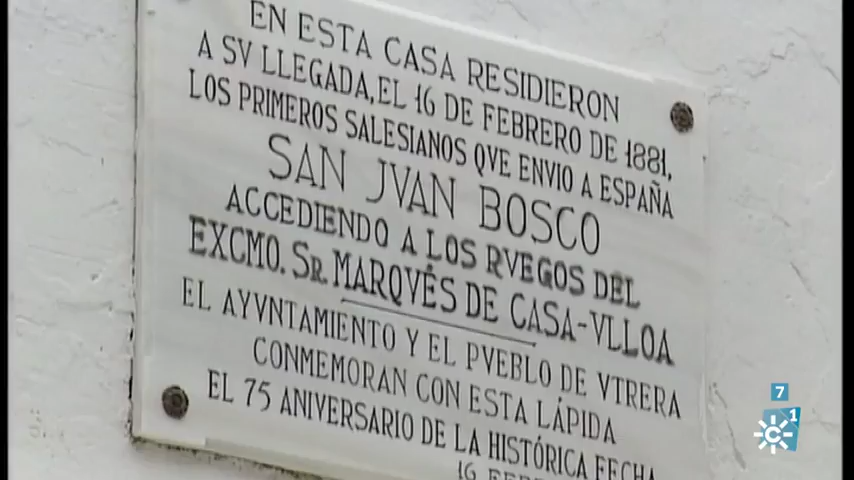 EN ESTA CASA RESIDIERON
A SV LLEGADA, EL 16 DE FEBRERO DE 1881,
LOS PRIMEROS SALESIANOS QVE ENVIO A ESPAÑA
SAN JVAN BOSCO
ACCEDIENDO A LOS RVEGOS DEL
EXCMO. SR. MARQVÉS DE CASA-VLLOA
EL AYVNTAMIENTO Y EL PVEBLO DE VTRERA
CONMEMORAN CON ESTA LÁPIDA
EL 75 ANIVERSARIO DE LA HISTÓRICA FECHA
16
7
1